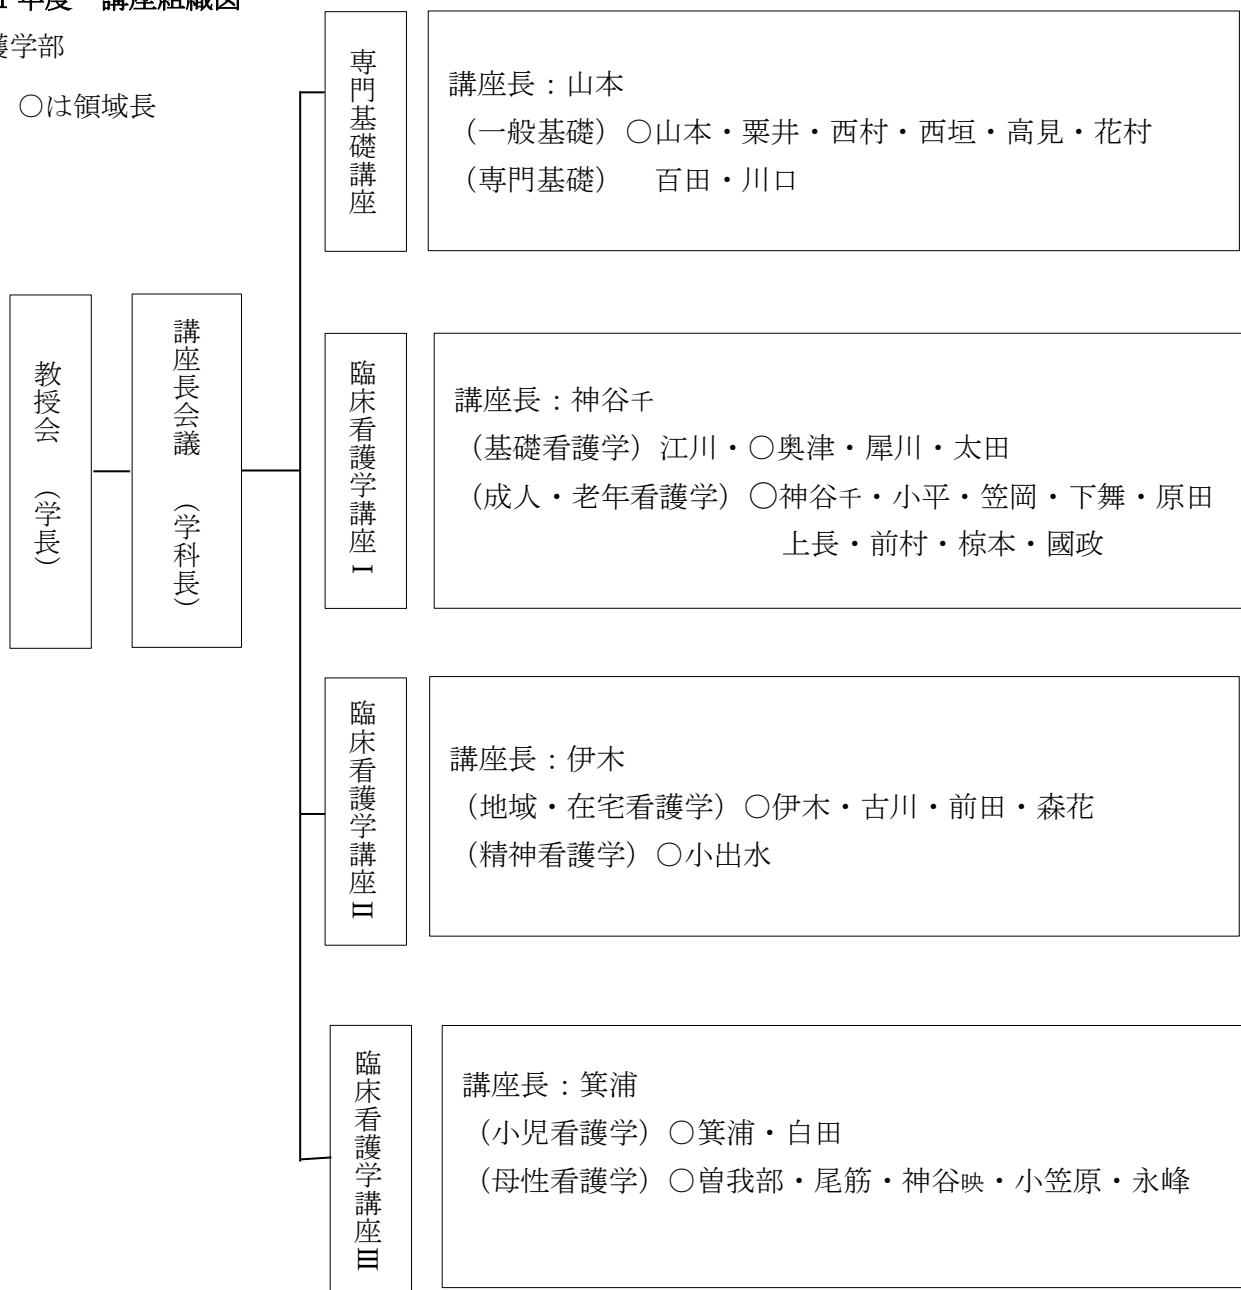 年度 講座組織図
護学部
○は領域長
教授会 (学長)
講座長会議 (学科長)
専門基礎講座
講座長：山本
(一般基礎) ○山本・粟井・西村・西垣・高見・花村
(専門基礎) 百田・川口
臨床看護学講座Ⅰ
講座長：神谷千
(基礎看護学) 江川・○奥津・犀川・太田
(成人・老年看護学) ○神谷千・小平・笠岡・下舞・原田
上長・前村・椋本・國政
臨床看護学講座Ⅱ
講座長：伊木
(地域・在宅看護学) ○伊木・古川・前田・森花
(精神看護学) ○小出水
臨床看護学講座Ⅲ
講座長：箕浦
(小児看護学) ○箕浦・白田
(母性看護学) ○曽我部・尾筋・神谷映・小笠原・永峰